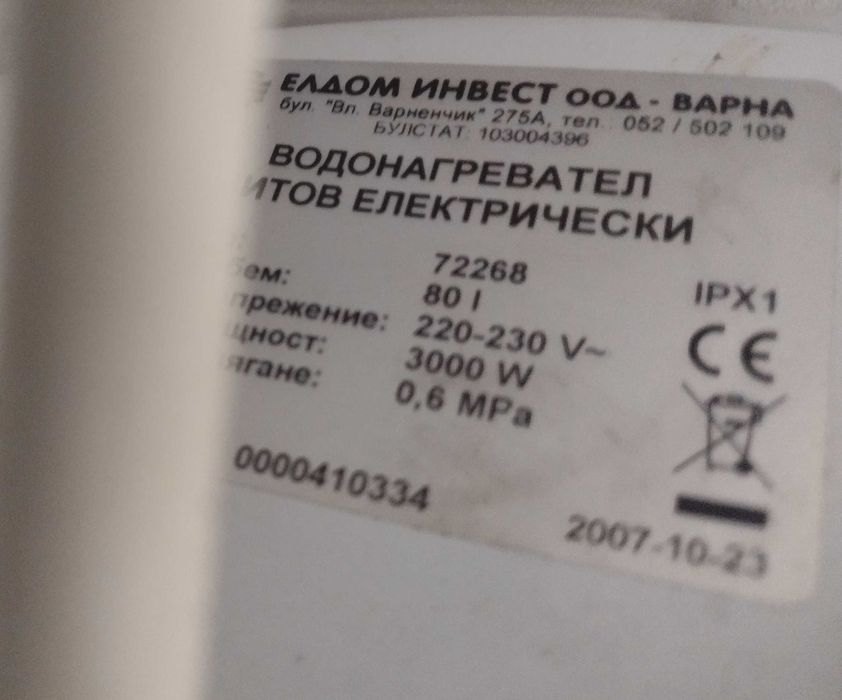 ЕЛДОМ ИНВЕСТ ООД - ВАРНА
бул. "Вл. Варненчик" 275А, тел.: 052 / 502 109
БУЛСТАТ: 103004396
ВОДОНАГРЕВАТЕЛ
ИТОВ ЕЛЕКТРИЧЕСКИ
72268
ем: 80 l
прежение: 220-230 V~
щност: 3000 W
ягане: 0,6 MPa
IPX1
CE
0000410334
2007-10-23